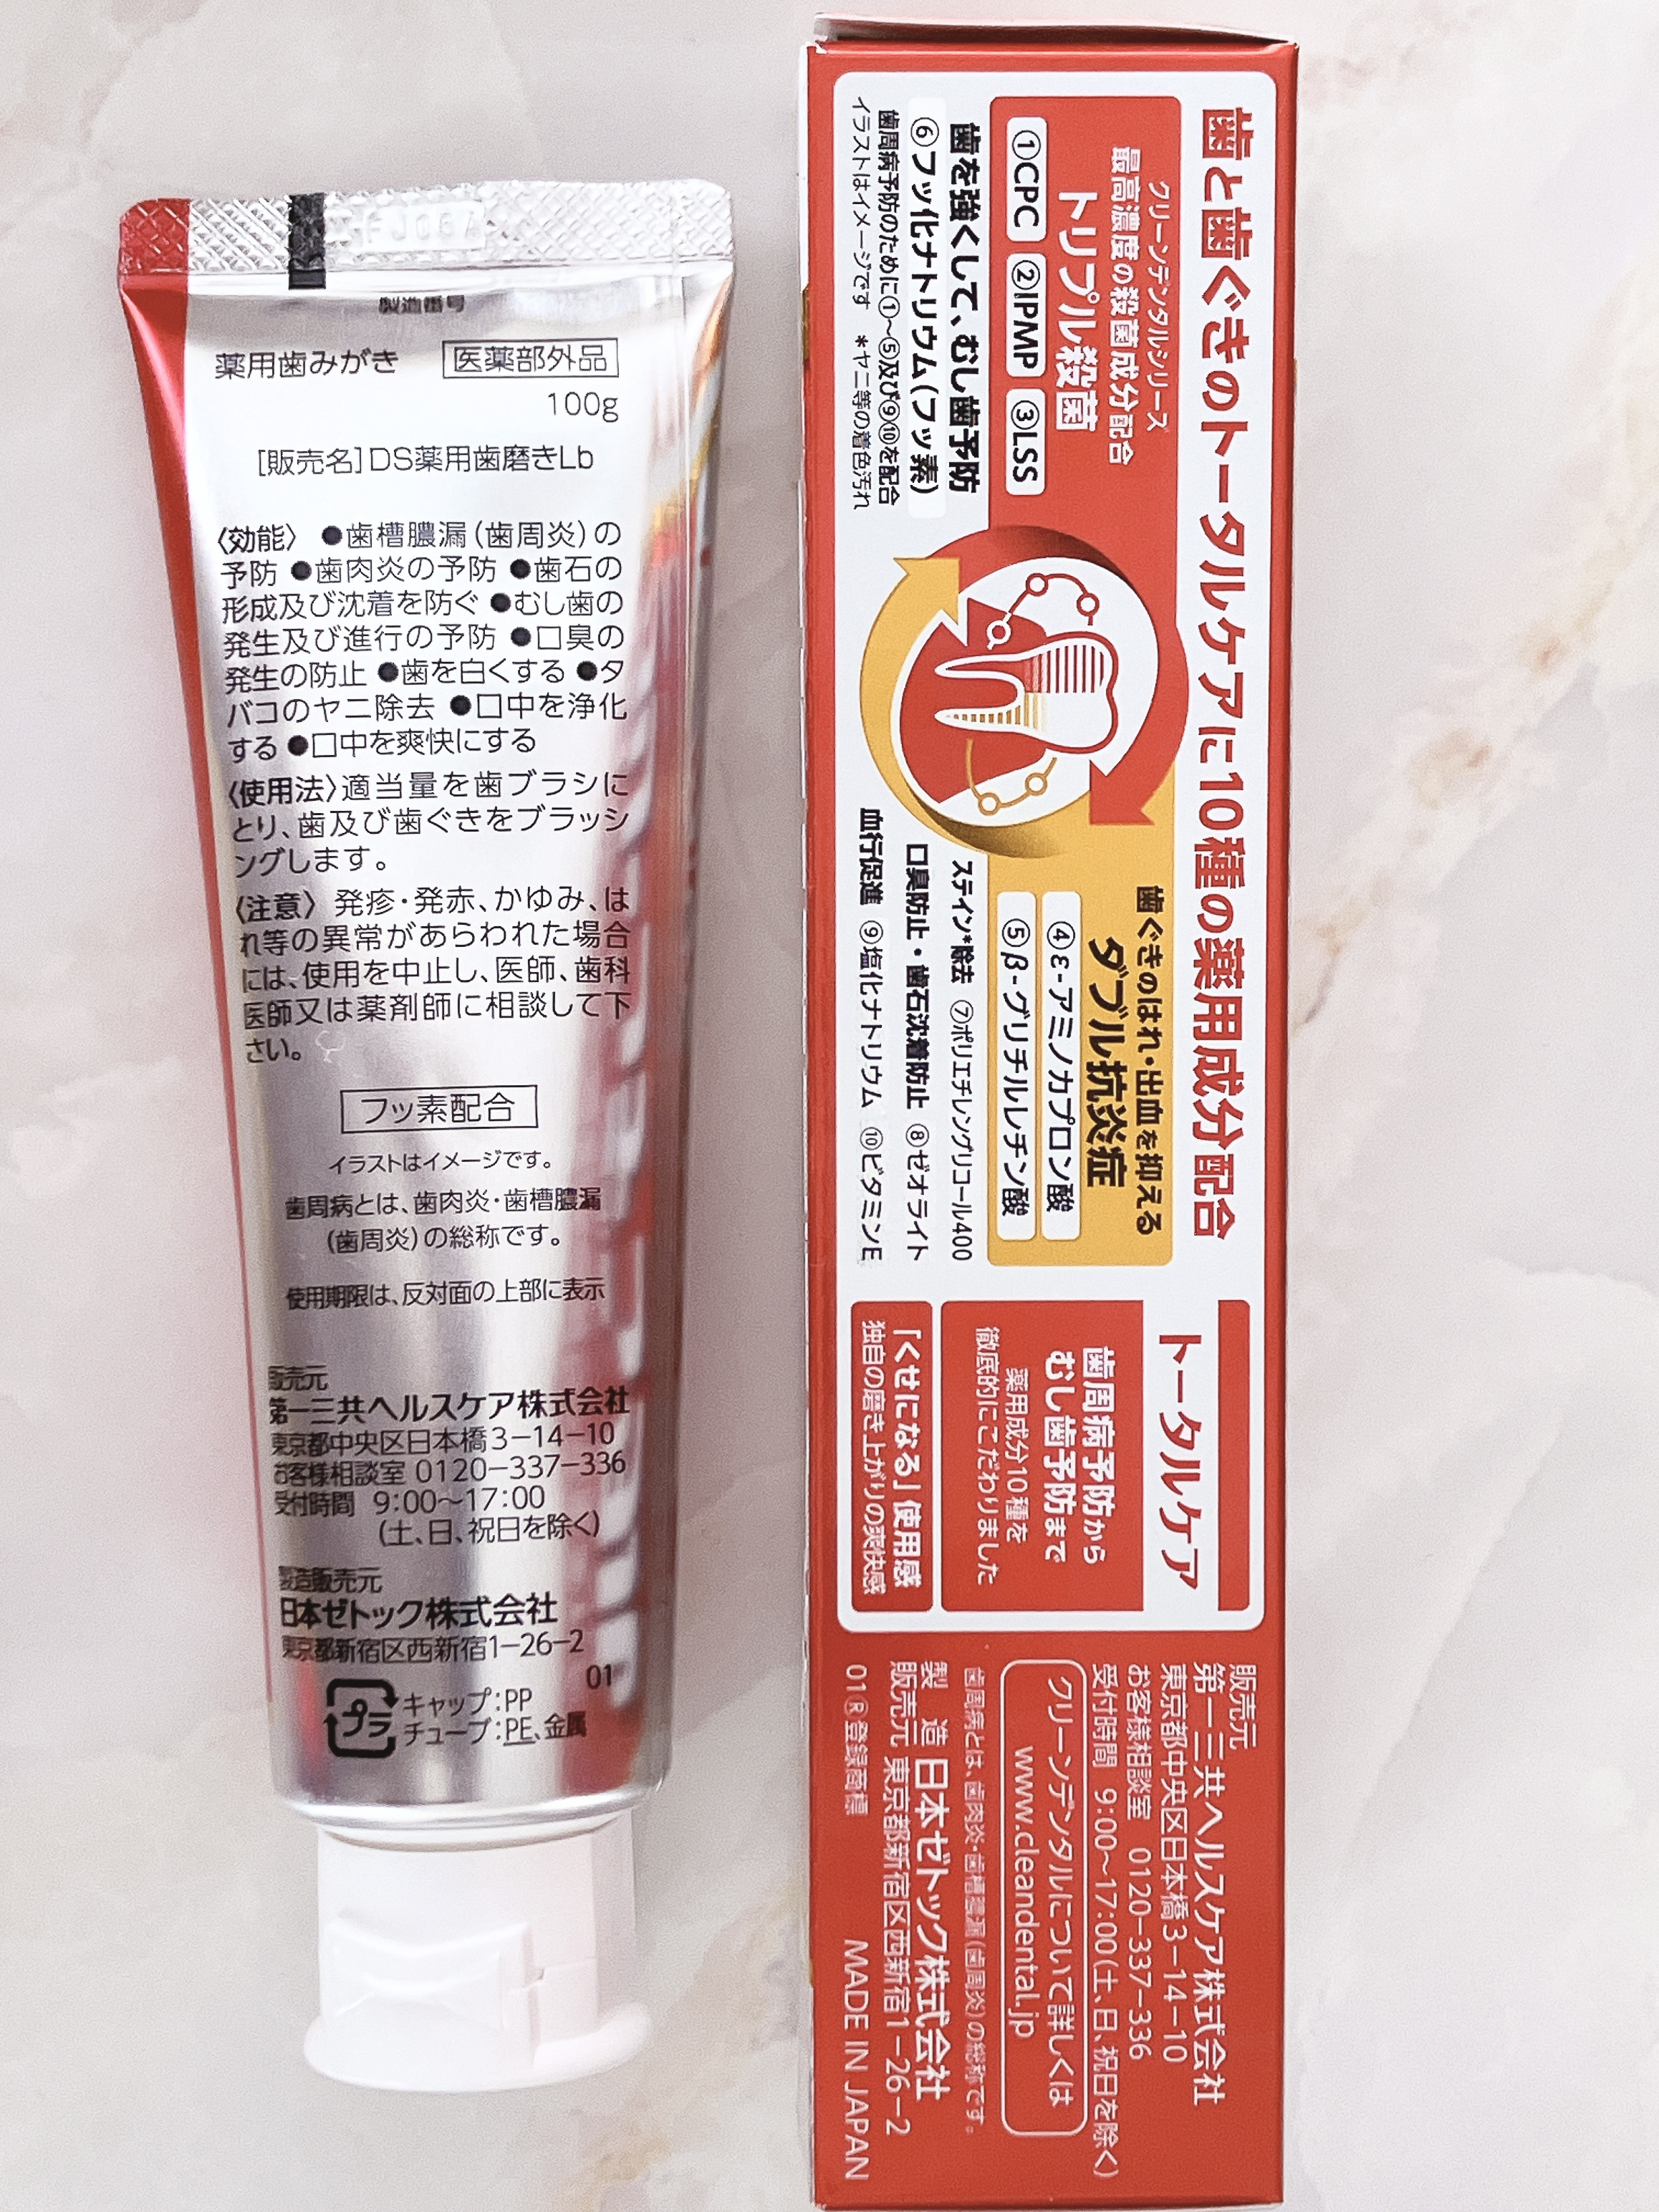 製造番号
薬用歯みがき 医薬部外品
100g
[販売名]DS薬用歯磨きLb
〈効能〉 ●歯槽膿漏(歯周炎)の
予防 ●歯肉炎の予防 ●歯石の
形成及び沈着を防ぐ ●むし歯の
発生及び進行の予防 ●口臭の
発生の防止 ●歯を白くする ●タ
バコのヤニ除去 ●口中を浄化
する ●口中を爽快にする
〈使用法〉適当量を歯ブラシに
とり、歯及び歯ぐきをブラッシ
ングします。
〈注意〉 発疹・発赤、かゆみ、は
れ等の異常があらわれた場合
には、使用を中止し、医師、歯科
医師又は薬剤師に相談して下
さい。
フッ素配合
イラストはイメージです。
歯周病とは、歯肉炎・歯槽膿漏
(歯周炎)の総称です。
使用期限は、反対面の上部に表示
販売元
第一三共ヘルスケア株式会社
東京都中央区日本橋3-14-10
お客様相談室 0120-337-336
受付時間 9:00~17:00
(土、日、祝日を除く)
製造販売元
日本ゼトック株式会社
東京都新宿区西新宿1-26-2
01
プラ
キャップ:PP
チューブ:PE、金属
歯と歯ぐきのトータルケアに10種の薬用成分配合
クリーンデンタルシリーズ
最高濃度の殺菌成分配合
トリプル殺菌
①CPC ②IPMP ③LSS
歯を強くして、むし歯予防
⑥フッ化ナトリウム(フッ素)
歯周病予防のために①~⑤及び⑨⑩を配合
イラストはイメージです *ヤニ等の着色汚れ
歯ぐきのはれ・出血を抑える
ダブル抗炎症
④ε-アミノカプロン酸
⑤β-グリチルレチン酸
ステイン*除去 ⑦ポリエチレングリコール400
口臭防止・歯石沈着防止 ⑧ゼオライト
血行促進 ⑨塩化ナトリウム ⑩ビタミンE
トータルケア
歯周病予防から
むし歯予防まで
薬用成分10種を
徹底的にこだわりました
「くせになる」使用感
独自の磨き上がりの爽快感
販売元
第一三共ヘルスケア株式会社
東京都中央区日本橋3-14-10
お客様相談室 0120-337-336
受付時間 9:00~17:00(土、日、祝日を除く)
クリーンデンタルについて詳しくは
www.cleandental.jp
歯周病とは、歯肉炎・歯槽膿漏(歯周炎)の総称です。
製造 日本ゼトック株式会社
販売元 東京都新宿区西新宿1-26-2
01 ®登録商標 MADE IN JAPAN